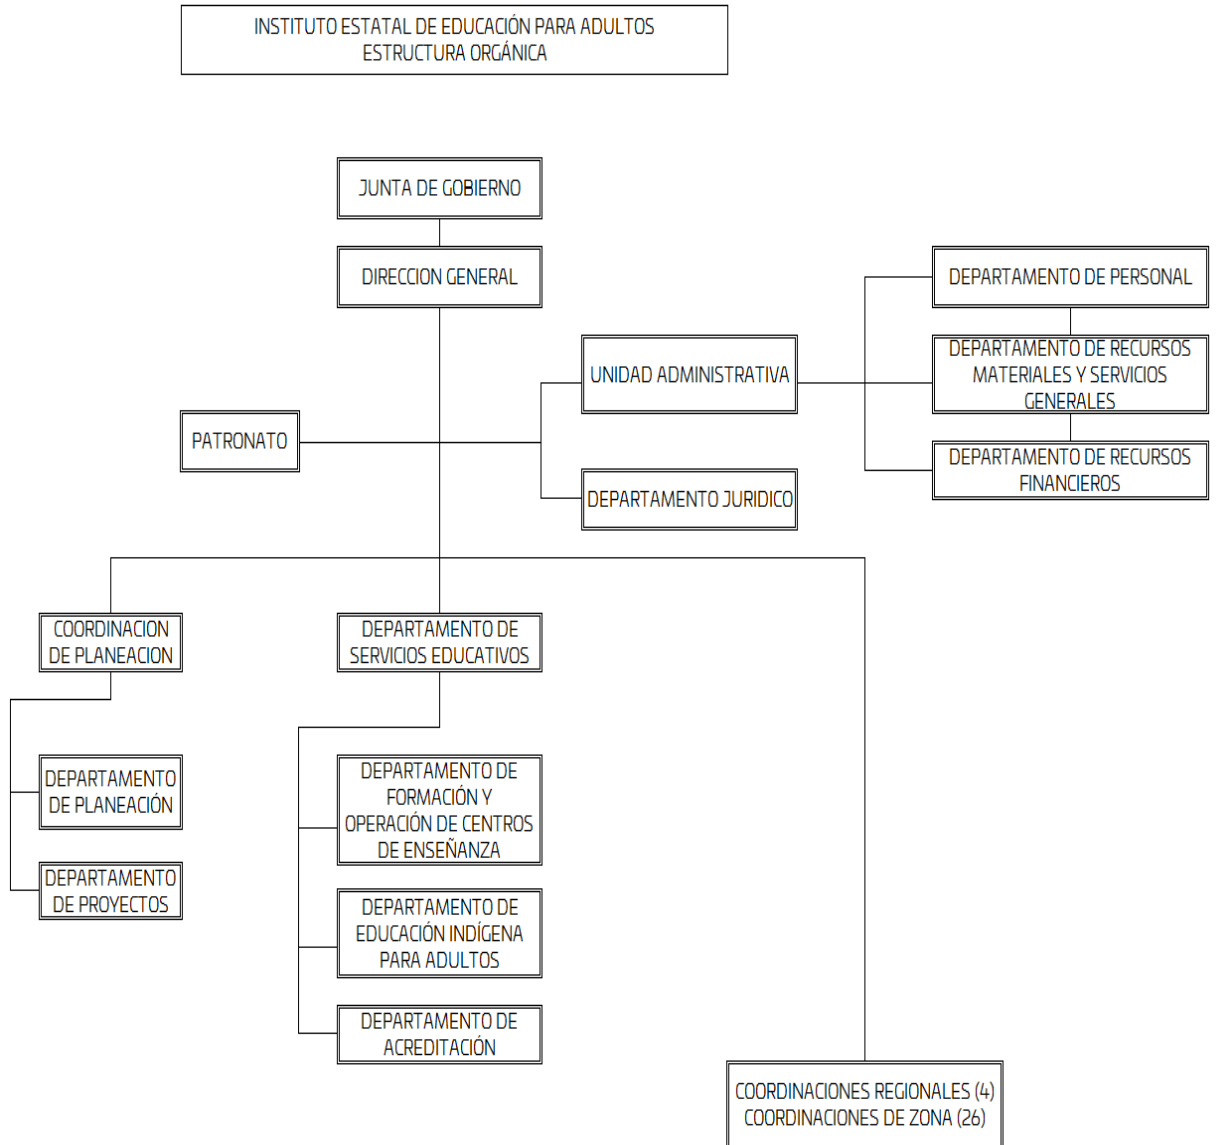 INSTITUTO ESTATAL DE EDUCACIÓN PARA ADULTOS
ESTRUCTURA ORGÁNICA
JUNTA DE GOBIERNO
DIRECCION GENERAL
DEPARTAMENTO DE PERSONAL
UNIDAD ADMINISTRATIVA
DEPARTAMENTO DE RECURSOS
MATERIALES Y SERVICIOS
GENERALES
PATRONATO
DEPARTAMENTO DE RECURSOS
FINANCIEROS
DEPARTAMENTO JURIDICO
COORDINACION
DE PLANEACION
DEPARTAMENTO DE
SERVICIOS EDUCATIVOS
DEPARTAMENTO
DE PLANEACIÓN
DEPARTAMENTO
DE PROYECTOS
DEPARTAMENTO DE
FORMACIÓN Y
OPERACIÓN DE CENTROS
DE ENSEÑANZA
DEPARTAMENTO DE
EDUCACIÓN INDÍGENA
PARA ADULTOS
DEPARTAMENTO DE
ACREDITACIÓN
COORDINACIONES REGIONALES (4)
COORDINACIONES DE ZONA (26)